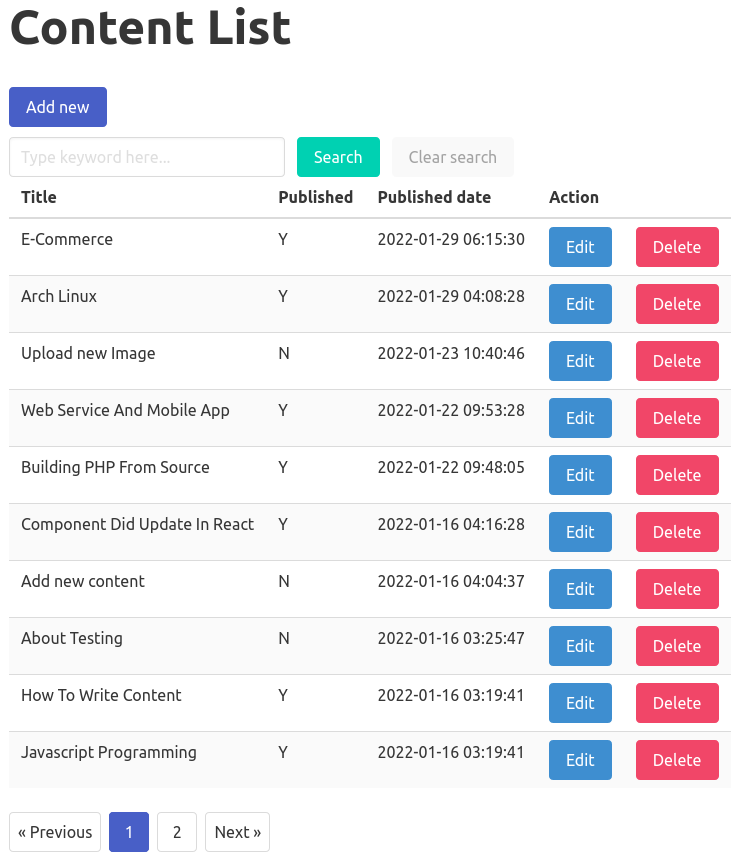 Content List
Add new
Type keyword here... Search Clear search
Title Published Published date Action
E-Commerce Y 2022-01-29 06:15:30 Edit Delete
Arch Linux Y 2022-01-29 04:08:28 Edit Delete
Upload new Image N 2022-01-23 10:40:46 Edit Delete
Web Service And Mobile App Y 2022-01-22 09:53:28 Edit Delete
Building PHP From Source Y 2022-01-22 09:48:05 Edit Delete
Component Did Update In React Y 2022-01-16 04:16:28 Edit Delete
Add new content N 2022-01-16 04:04:37 Edit Delete
About Testing N 2022-01-16 03:25:47 Edit Delete
How To Write Content Y 2022-01-16 03:19:41 Edit Delete
Javascript Programming Y 2022-01-16 03:19:41 Edit Delete
« Previous 1 2 Next »